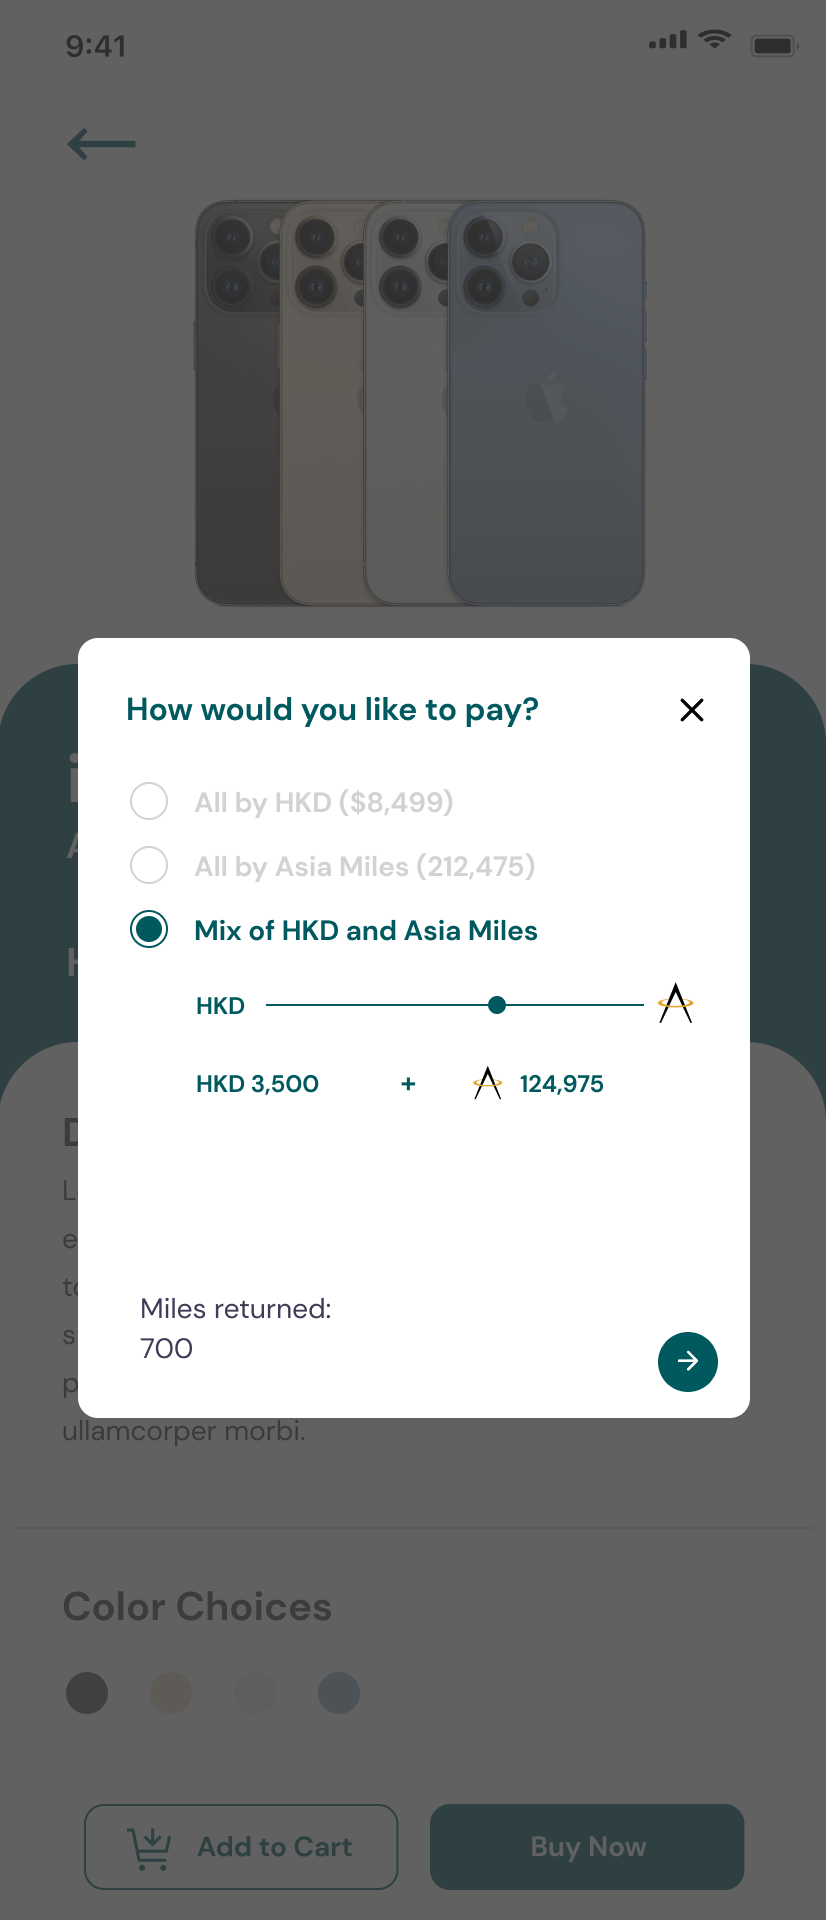 9:41
How would you like to pay?
All by HKD ($8,499)
All by Asia Miles (212,475)
Mix of HKD and Asia Miles
HKD
HKD 3,500 + 124,975
Miles returned:
700
ullamcorper morbi.
Color Choices
Add to Cart
Buy Now